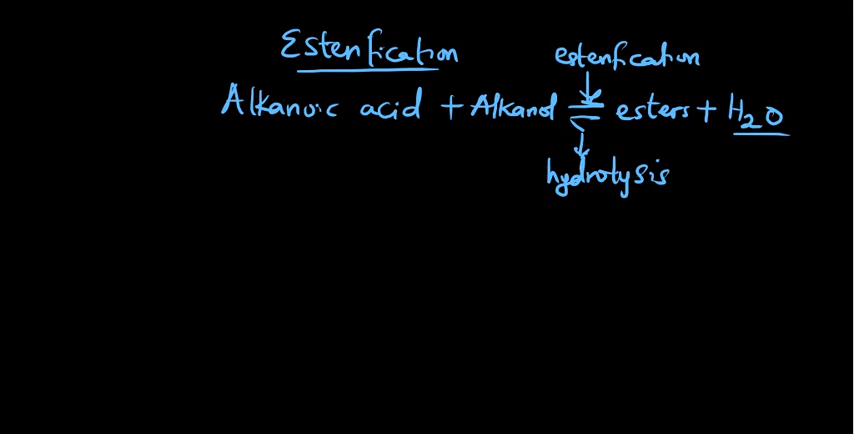 Esterification
esterification
Alkanoic acid + Alkanol ⇌ esters + H₂O
hydrolysis